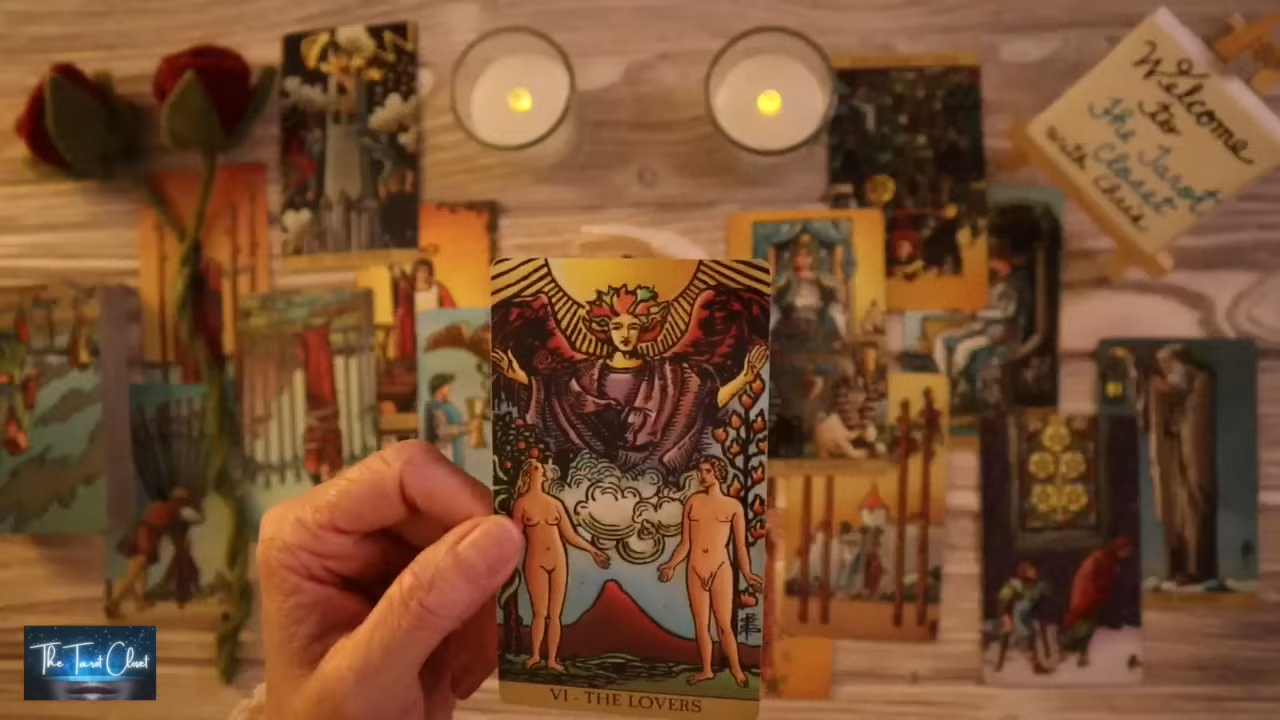 Welcome
to
The Tarot
Closet
with Chris
VI - THE LOVERS
The Tarot Closet